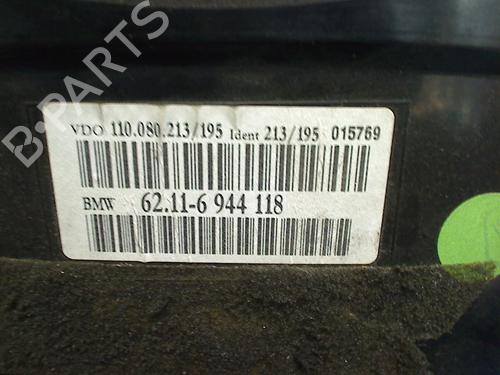 B-PARTS
VDO 110.080.213/195 Ident 213/195 015769
BMW 62.11-6 944 118